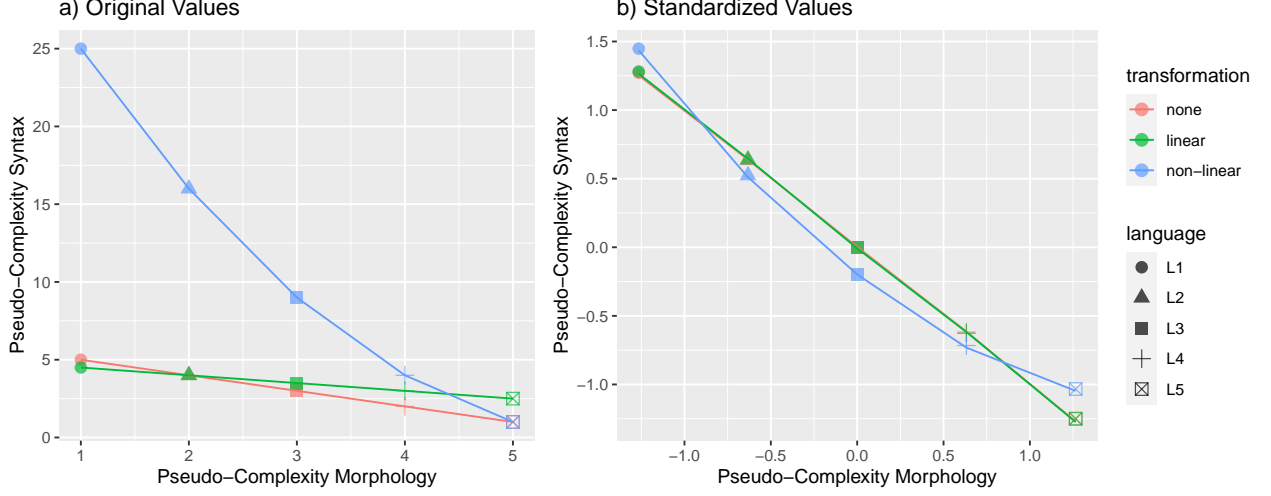 a) Original Values
25
20
15
10
5
0
1 2 3 4 5
Pseudo−Complexity Syntax
Pseudo−Complexity Morphology
b) Standardized Values
1.5
1.0
0.5
0.0
−0.5
−1.0
−1.0 −0.5 0.0 0.5 1.0
Pseudo−Complexity Syntax
Pseudo−Complexity Morphology
transformation
none
linear
non−linear
language
L1
L2
L3
L4
L5